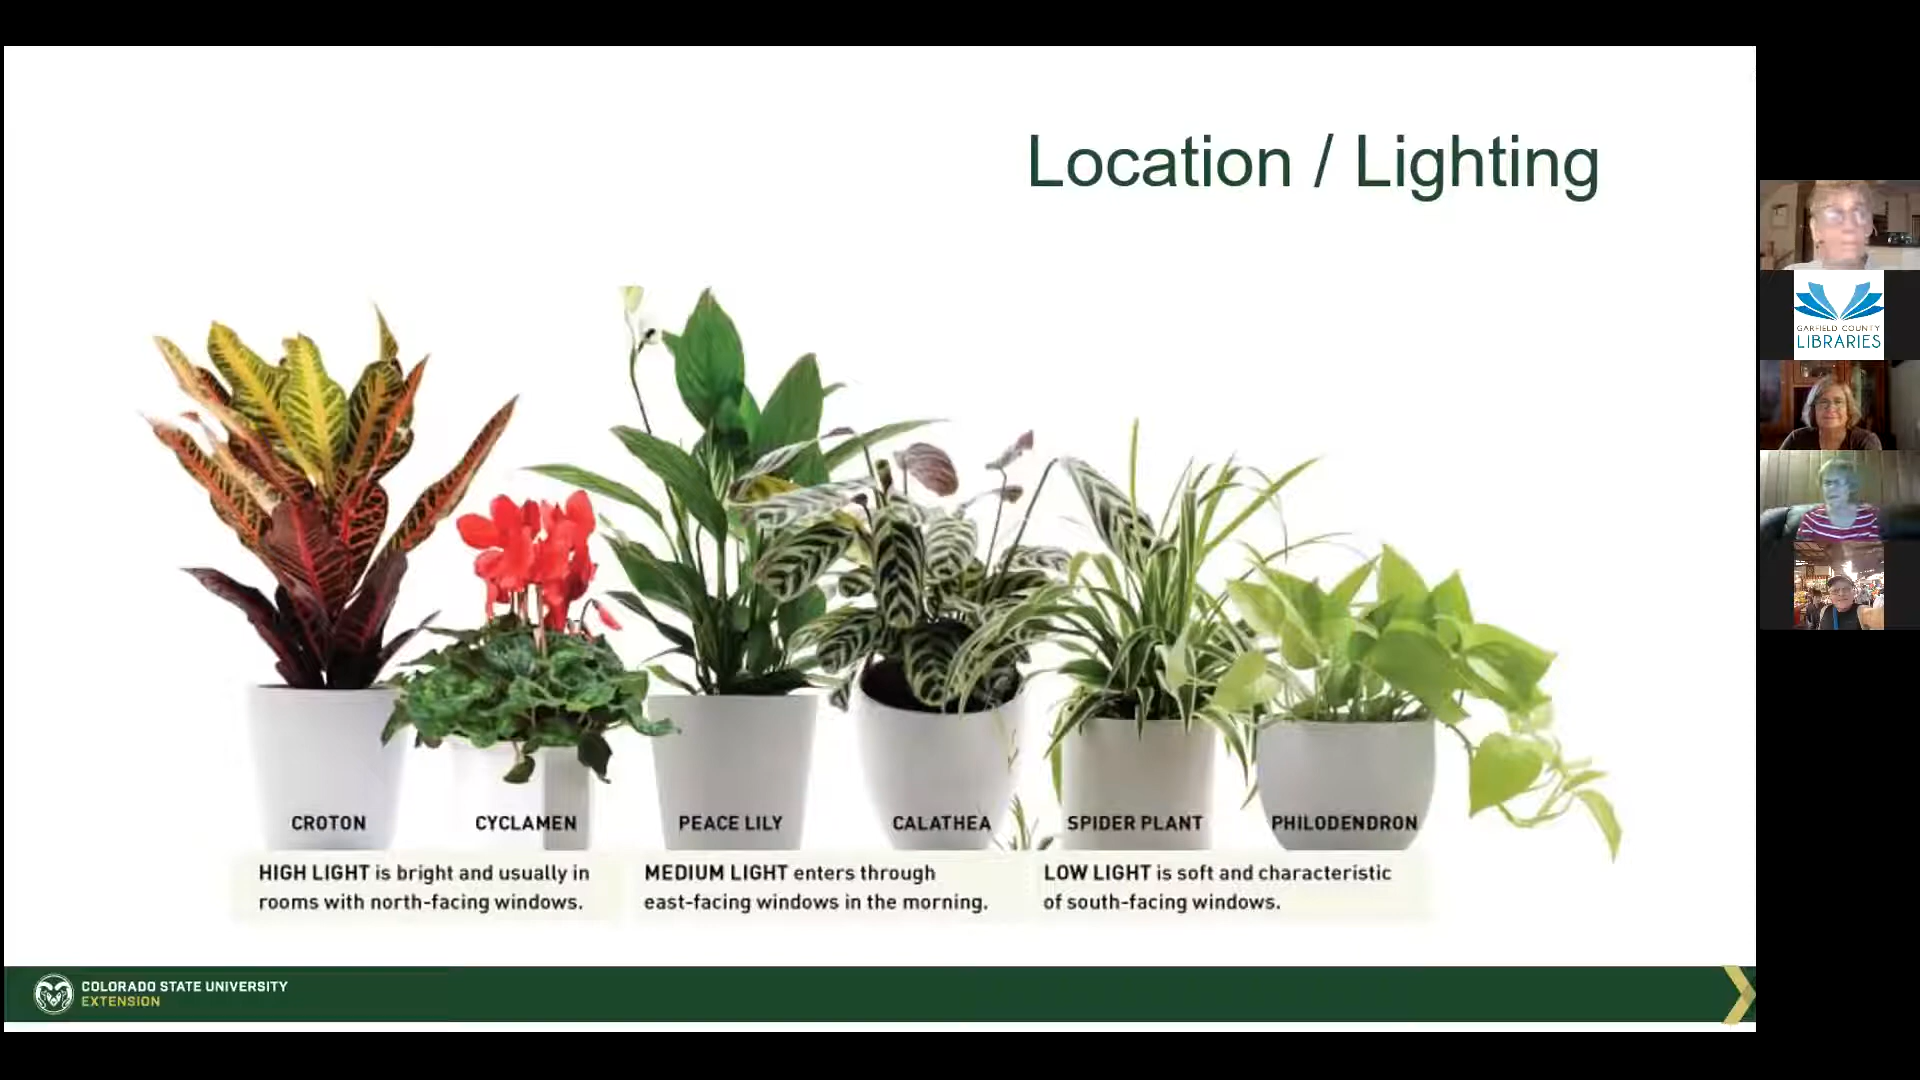 Location / Lighting
CROTON
CYCLAMEN
PEACE LILY
CALATHEA
SPIDER PLANT
PHILODENDRON
HIGH LIGHT is bright and usually in
rooms with north-facing windows.
MEDIUM LIGHT enters through
east-facing windows in the morning.
LOW LIGHT is soft and characteristic
of south-facing windows.
COLORADO STATE UNIVERSITY
EXTENSION
GARFIELD COUNTY
LIBRARIES